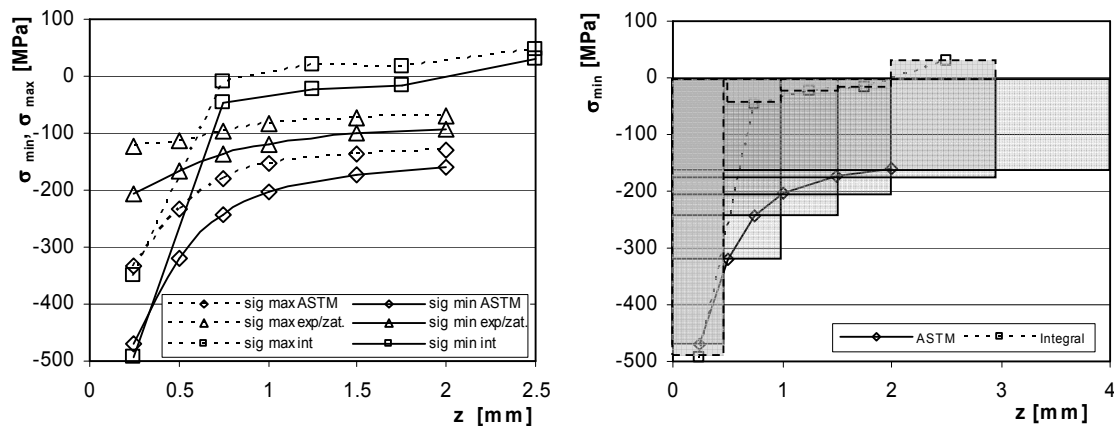 σ min, σ max [MPa]
100
0
-100
-200
-300
-400
-500
0
0.5
1
1.5
2
2.5
z [mm]
sig max ASTM
sig min ASTM
sig max exp/zat.
sig min exp/zat.
sig max int
sig min int
σmin [MPa]
100
0
-100
-200
-300
-400
-500
0
1
2
3
4
z [mm]
ASTM
Integral